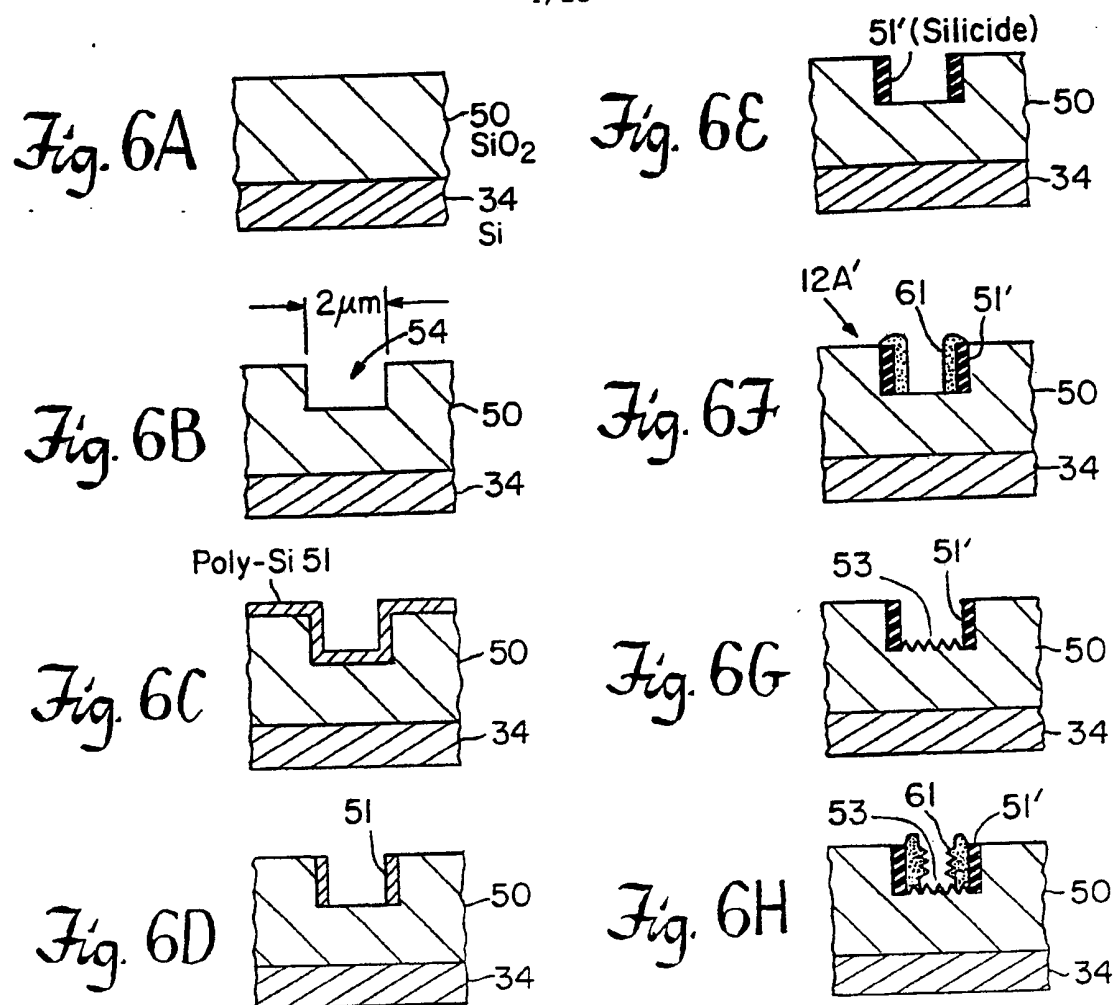 Fig. 6A
50
SiO2
34
Si
Fig. 6B
2μm
54
50
34
Fig. 6C
Poly-Si 51
50
34
Fig. 6D
51
50
34
Fig. 6E
51'(Silicide)
50
34
Fig. 6F
12A'
61
51'
50
34
Fig. 6G
53
51'
50
34
Fig. 6H
53
61
51'
50
34